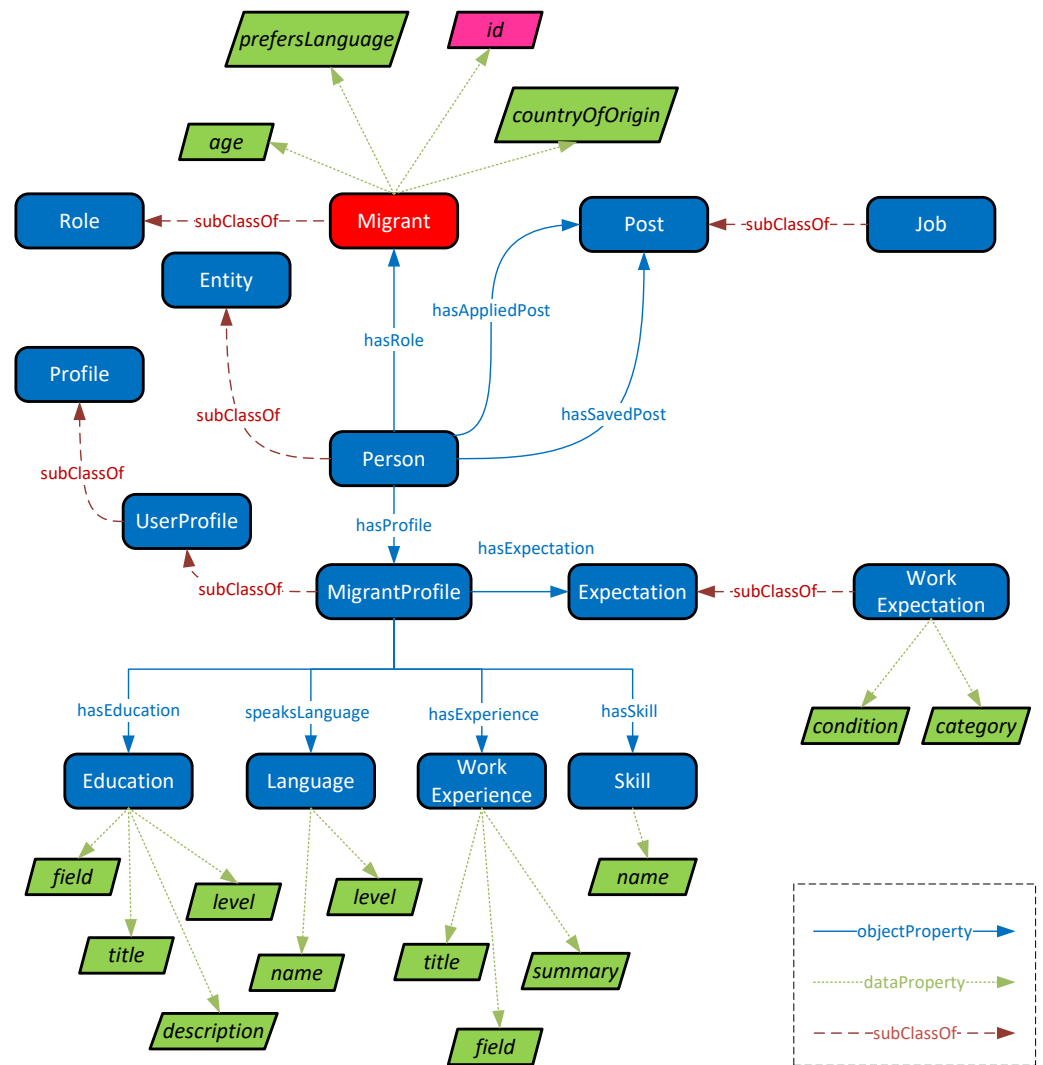 prefersLanguage
id
countryOfOrigin
age
Role
subClassOf
Migrant
Post
subClassOf
Job
Entity
hasAppliedPost
hasRole
Profile
subClassOf
hasSavedPost
Person
subClassOf
UserProfile
hasProfile
hasExpectation
subClassOf
MigrantProfile
Expectation
subClassOf
Work
Expectation
hasEducation
speaksLanguage
hasExperience
hasSkill
condition
category
Education
Language
Work
Experience
Skill
field
level
level
name
title
name
title
summary
description
field
objectProperty
dataProperty
subClassOf